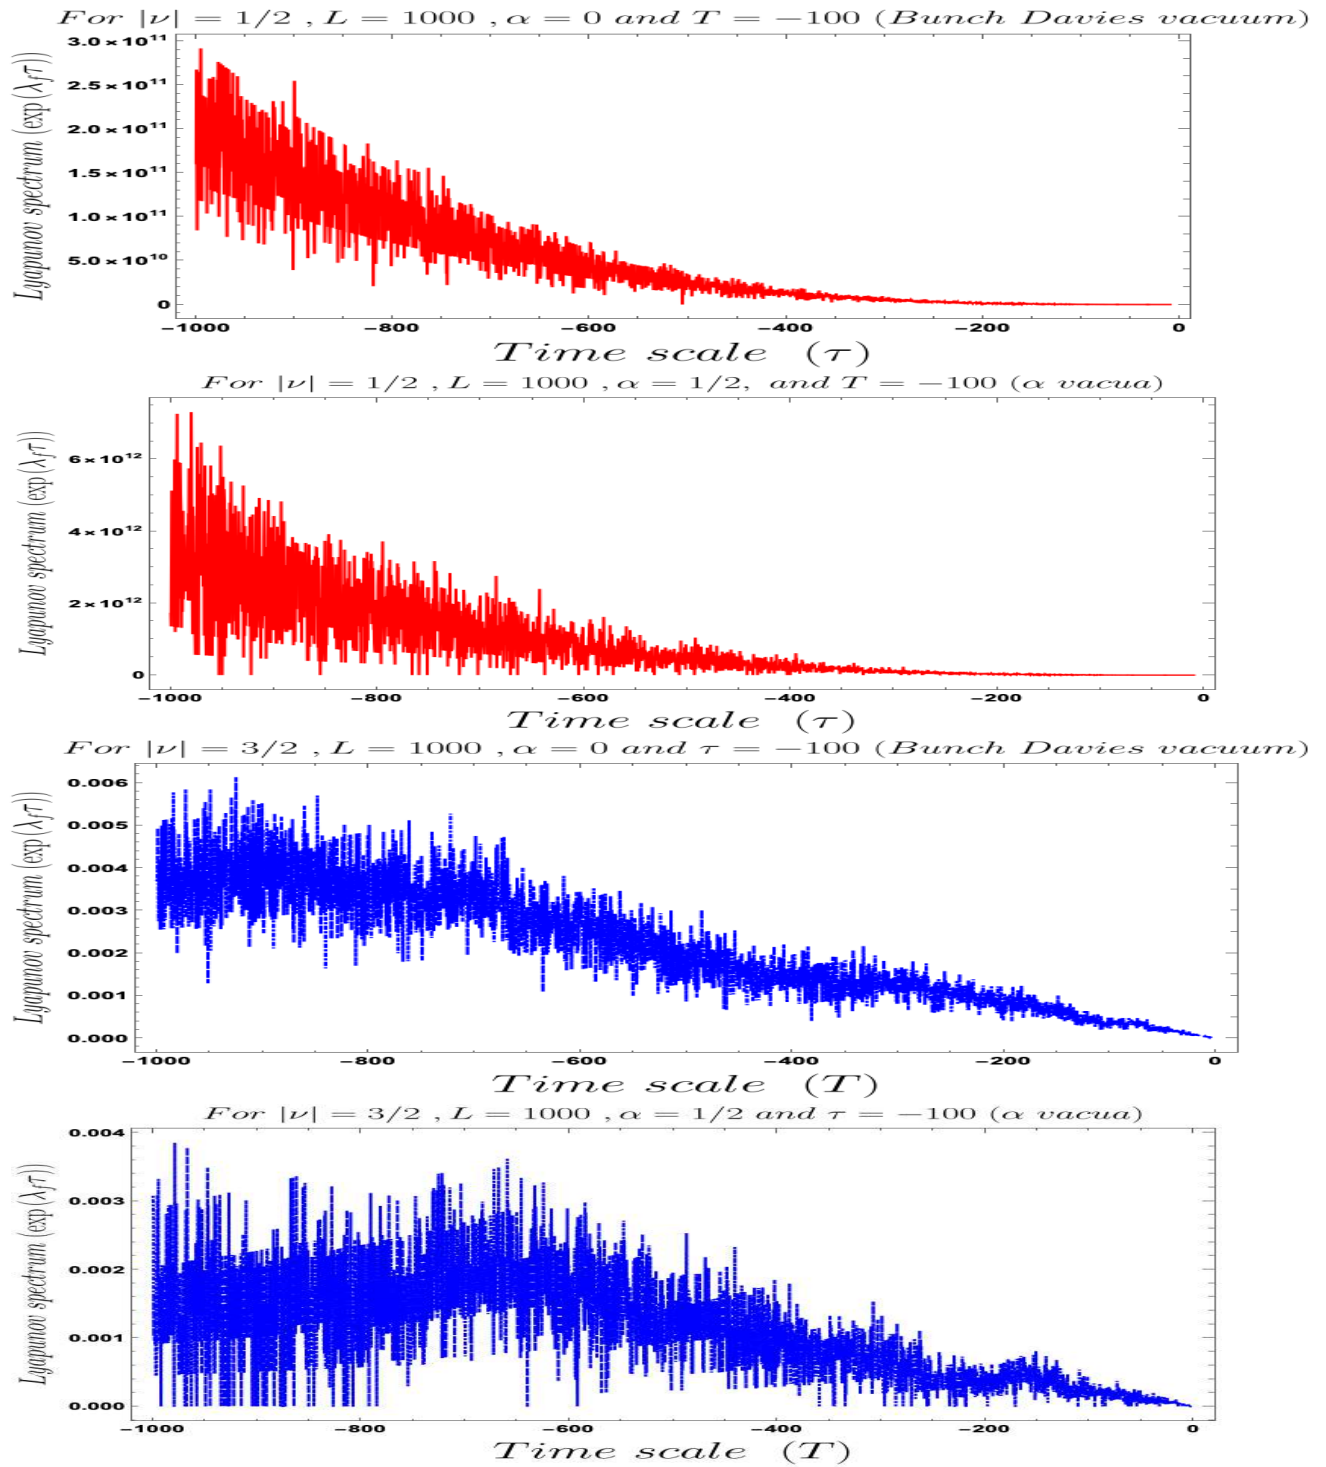 For |ν| = 1/2 , L = 1000 , α = 0 and T = −100 (Bunch Davies vacuum)
Lyapunov spectrum (exp(λ_f τ))
3.0×10^11
2.5×10^11
2.0×10^11
1.5×10^11
1.0×10^11
5.0×10^10
0
−1000 −800 −600 −400 −200 0
Time scale (τ)
For |ν| = 1/2 , L = 1000 , α = 1/2, and T = −100 (α vacua)
Lyapunov spectrum (exp(λ_f τ))
6×10^12
4×10^12
2×10^12
0
−1000 −800 −600 −400 −200 0
Time scale (τ)
For |ν| = 3/2 , L = 1000 , α = 0 and τ = −100 (Bunch Davies vacuum)
Lyapunov spectrum (exp(λ_f τ))
0.006
0.005
0.004
0.003
0.002
0.001
0.000
−1000 −800 −600 −400 −200 0
Time scale (T)
For |ν| = 3/2 , L = 1000 , α = 1/2 and τ = −100 (α vacua)
Lyapunov spectrum (exp(λ_f τ))
0.004
0.003
0.002
0.001
0.000
−1000 −800 −600 −400 −200 0
Time scale (T)